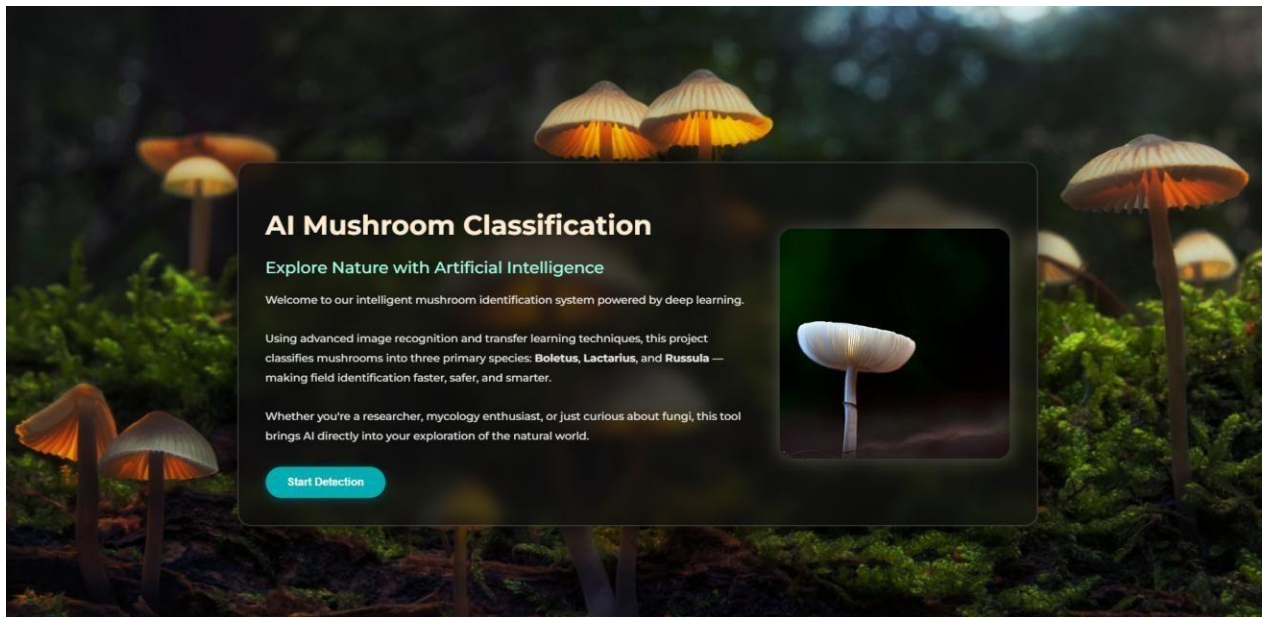 AI Mushroom Classification
Explore Nature with Artificial Intelligence
Welcome to our intelligent mushroom identification system powered by deep learning.
Using advanced image recognition and transfer learning techniques, this project
classifies mushrooms into three primary species: Boletus, Lactarius, and Russula —
making field identification faster, safer, and smarter.
Whether you're a researcher, mycology enthusiast, or just curious about fungi, this tool
brings AI directly into your exploration of the natural world.
Start Detection